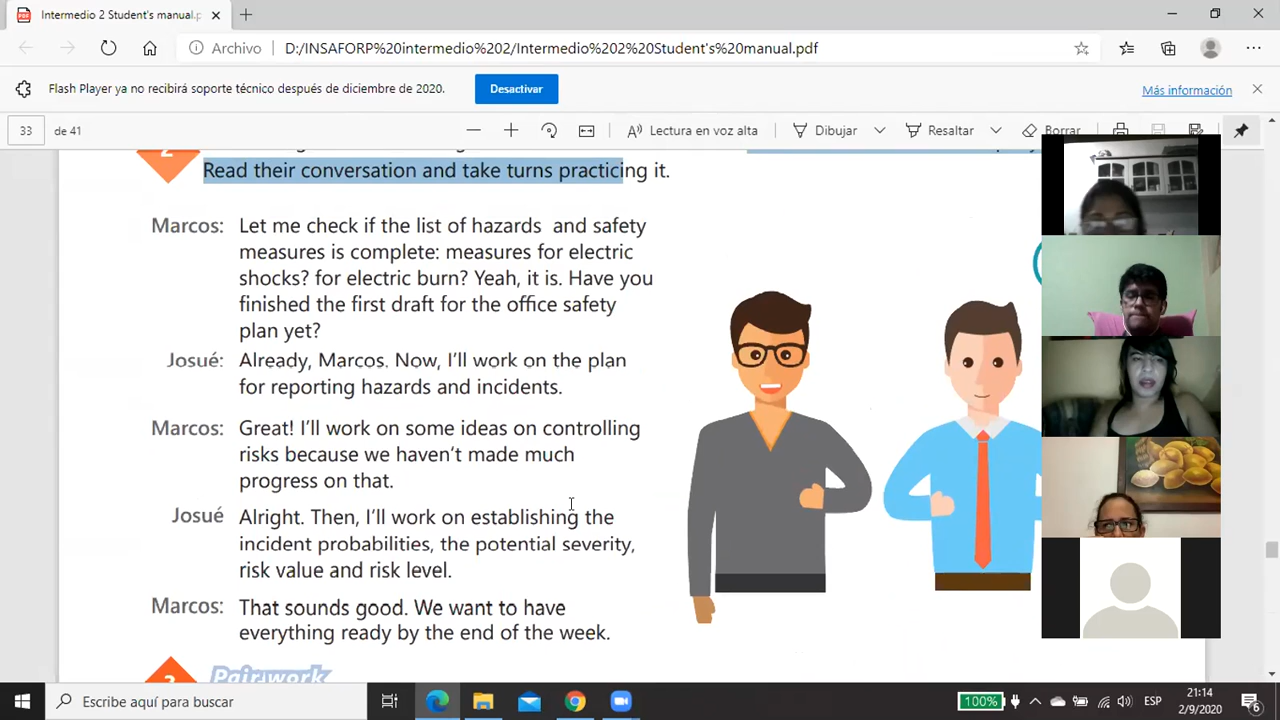 Intermedio 2 Student's manual.p
Archivo
D:/INSAFORP%20intermedio%202/Intermedio%202%20Student's%20manual.pdf
Flash Player ya no recibirá soporte técnico después de diciembre de 2020.
Desactivar
Más información
33 de 41
Lectura en voz alta
Dibujar
Resaltar
Borrar
2
Read their conversation and take turns practicing it.
Marcos: Let me check if the list of hazards and safety
measures is complete: measures for electric
shocks? for electric burn? Yeah, it is. Have you
finished the first draft for the office safety
plan yet?
Josué: Already, Marcos. Now, I'll work on the plan
for reporting hazards and incidents.
Marcos: Great! I'll work on some ideas on controlling
risks because we haven't made much
progress on that.
Josué Alright. Then, I'll work on establishing the
incident probabilities, the potential severity,
risk value and risk level.
Marcos: That sounds good. We want to have
everything ready by the end of the week.
Pair work
Escribe aquí para buscar
100%
ESP
21:14
2/9/2020
6